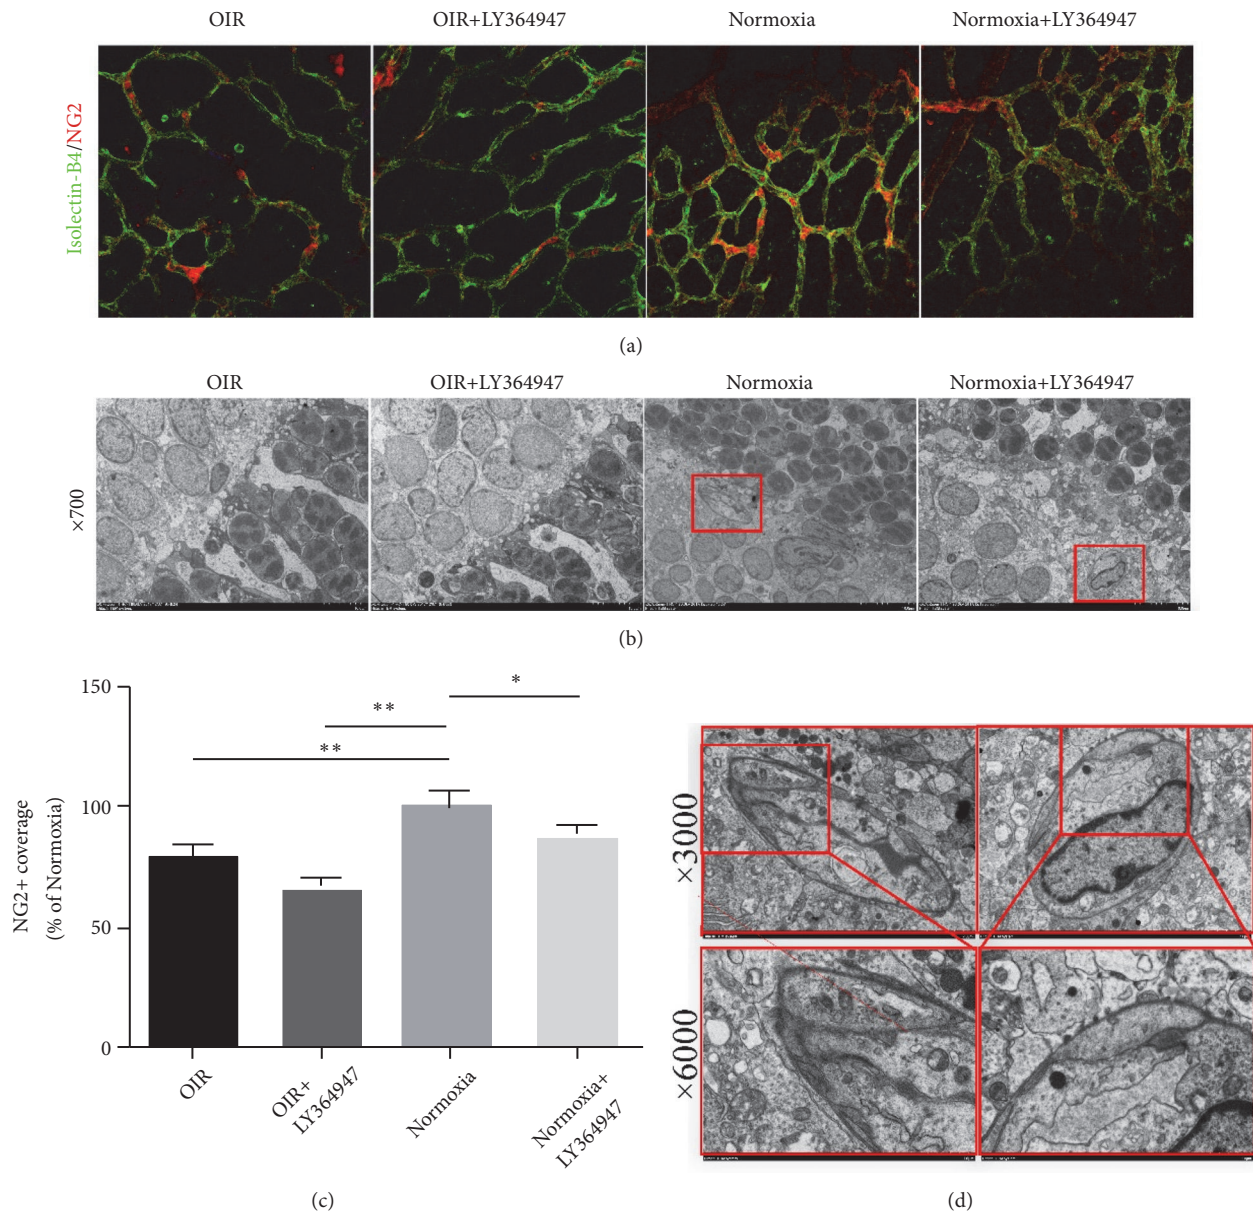 OIR
OIR+LY364947
Normoxia
Normoxia+LY364947
Isolectin-B4/NG2
(a)
OIR
OIR+LY364947
Normoxia
Normoxia+LY364947
×700
(b)
150
100
50
0
NG2+ coverage
(% of Normoxia)
**
**
*
OIR
OIR+
LY364947
Normoxia
Normoxia+
LY364947
(c)
×3000
×6000
(d)